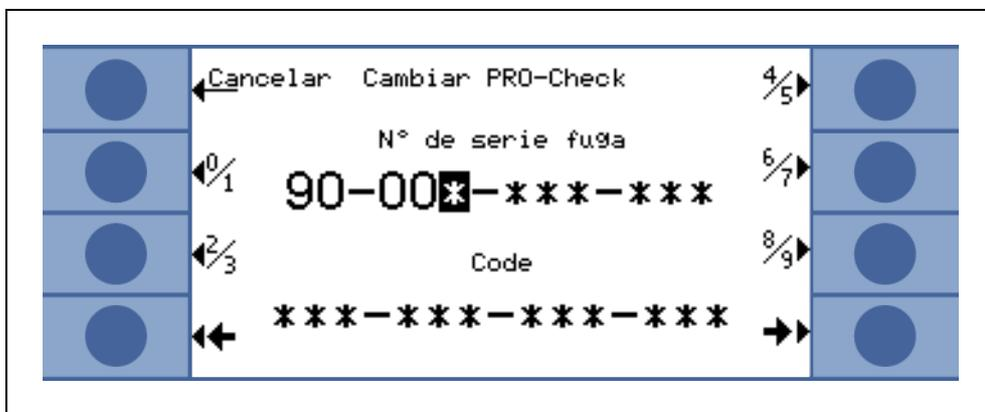 Cancelar Cambiar PRO-Check
4/5
N° de serie fuga
0/1
6/7
90-00*-***-***
2/3
8/9
Code
***-***-***-***